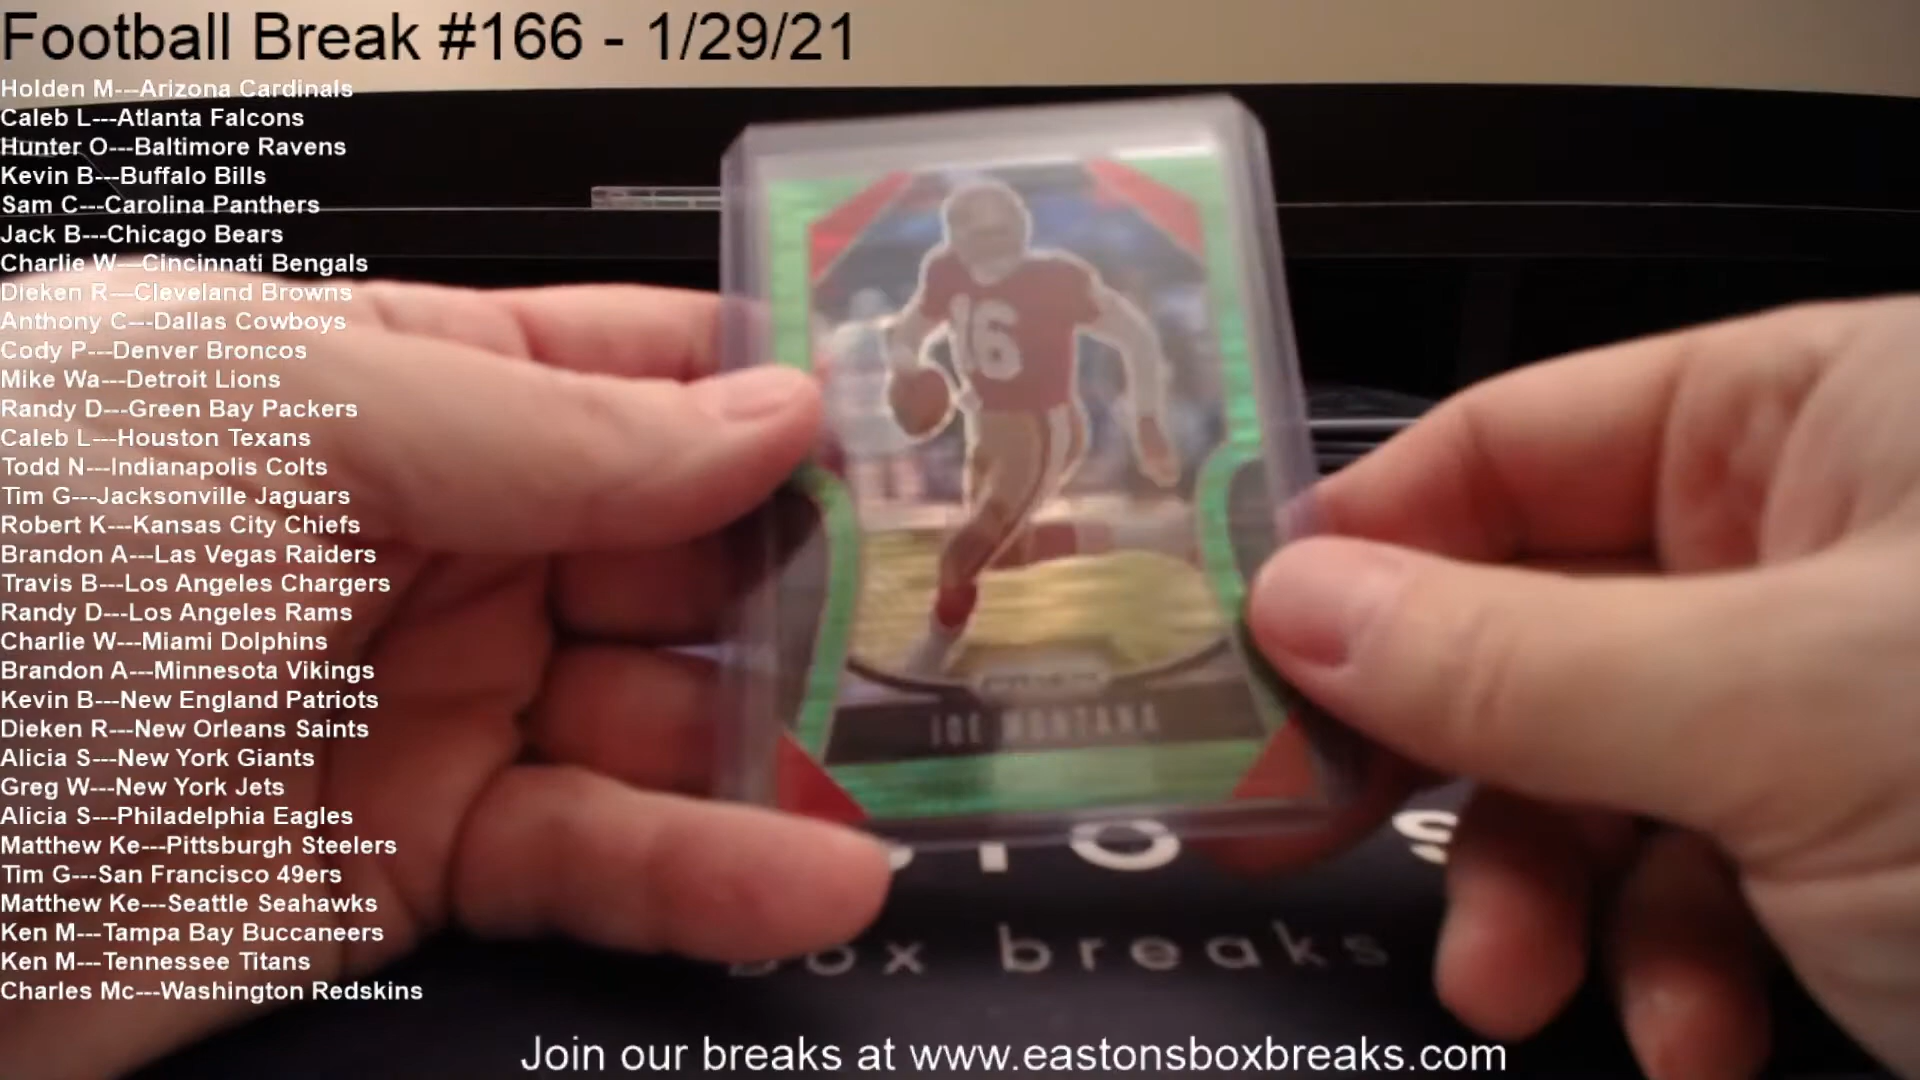 Football Break #166 - 1/29/21
Holden M---Arizona Cardinals
Caleb L---Atlanta Falcons
Hunter O---Baltimore Ravens
Kevin B---Buffalo Bills
Sam C---Carolina Panthers
Jack B---Chicago Bears
Charlie W---Cincinnati Bengals
Dieken R---Cleveland Browns
Anthony C---Dallas Cowboys
Cody P---Denver Broncos
Mike Wa---Detroit Lions
Randy D---Green Bay Packers
Caleb L---Houston Texans
Todd N---Indianapolis Colts
Tim G---Jacksonville Jaguars
Robert K---Kansas City Chiefs
Brandon A---Las Vegas Raiders
Travis B---Los Angeles Chargers
Randy D---Los Angeles Rams
Charlie W---Miami Dolphins
Brandon A---Minnesota Vikings
Kevin B---New England Patriots
Dieken R---New Orleans Saints
Alicia S---New York Giants
Greg W---New York Jets
Alicia S---Philadelphia Eagles
Matthew Ke---Pittsburgh Steelers
Tim G---San Francisco 49ers
Matthew Ke---Seattle Seahawks
Ken M---Tampa Bay Buccaneers
Ken M---Tennessee Titans
Charles Mc---Washington Redskins
16
JOE MONTANA
box breaks
Join our breaks at www.eastonsboxbreaks.com